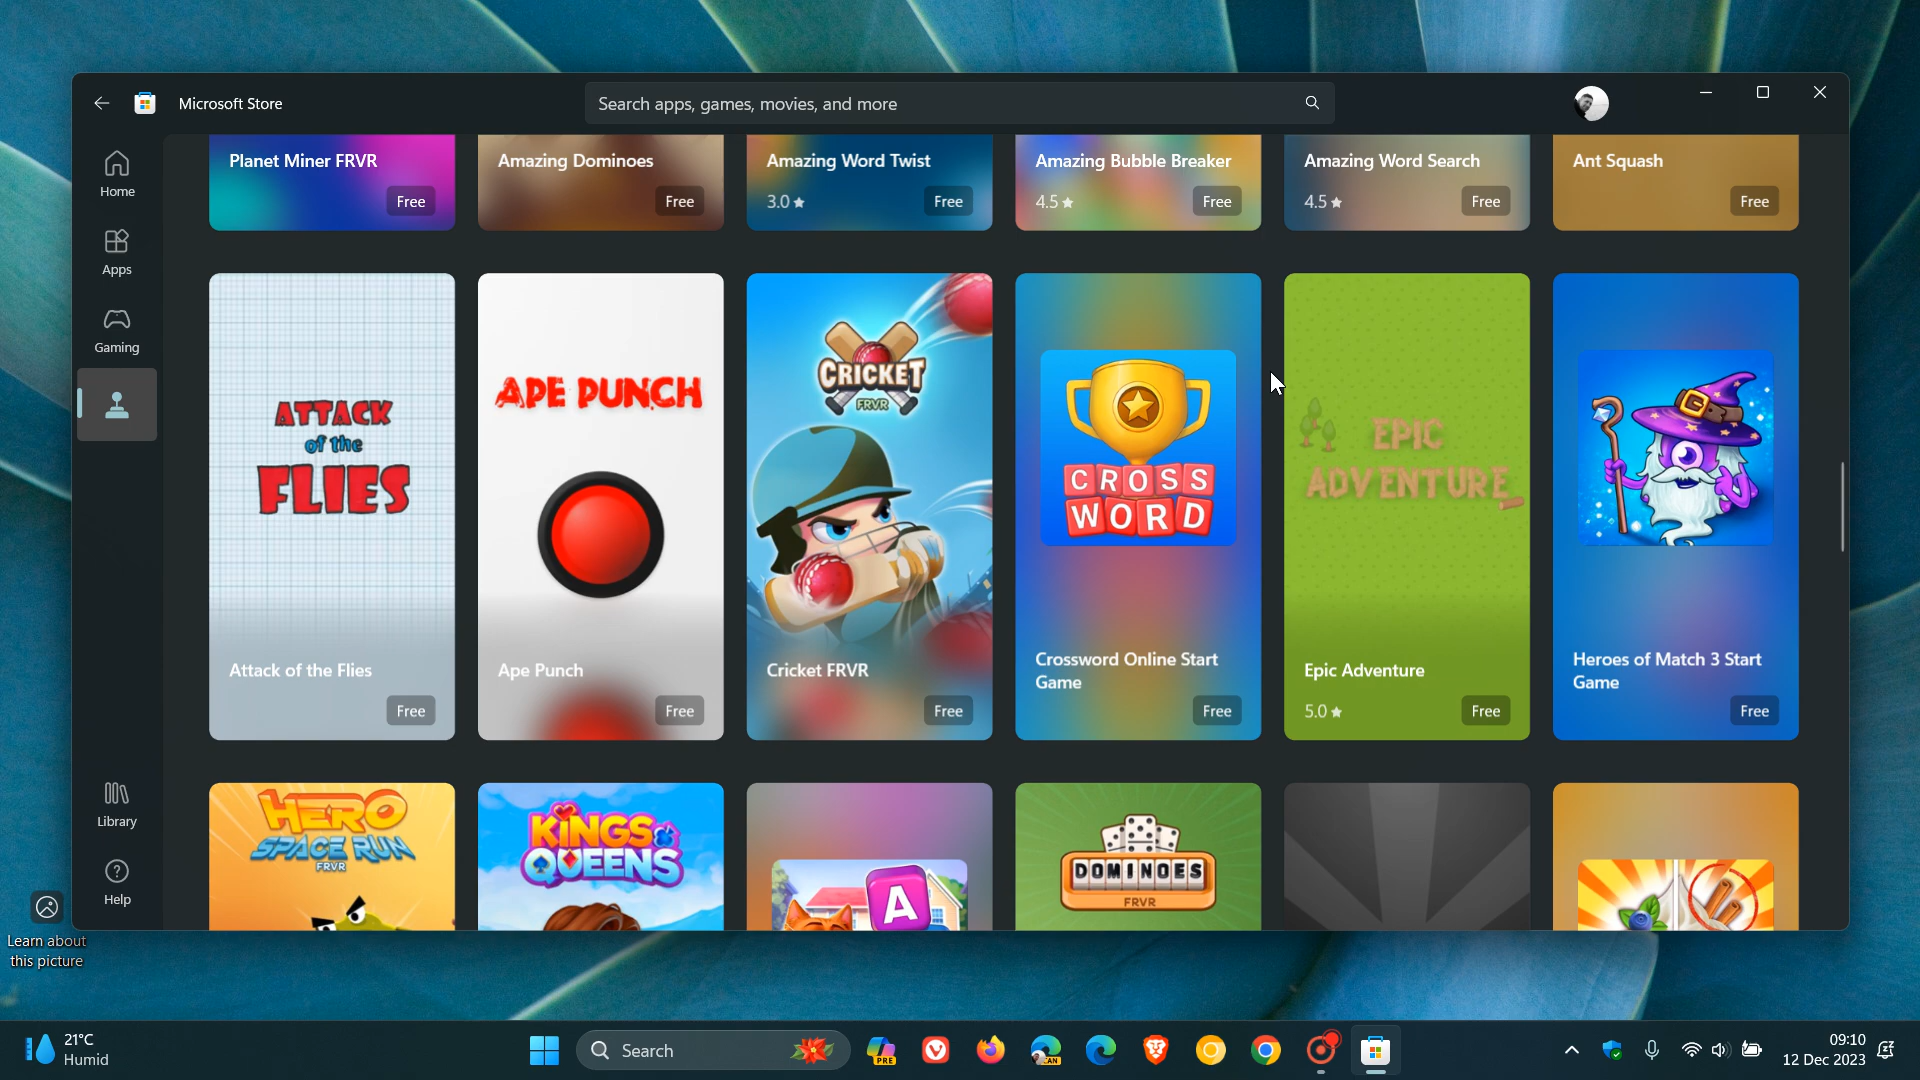 Microsoft Store
Search apps, games, movies, and more
Home
Apps
Gaming
Library
Help
Planet Miner FRVR
Free
Amazing Dominoes
Free
Amazing Word Twist
3.0 ★
Free
Amazing Bubble Breaker
4.5 ★
Free
Amazing Word Search
4.5 ★
Free
Ant Squash
Free
ATTACK
of the
FLIES
Attack of the Flies
Free
APE PUNCH
Ape Punch
Free
CRICKET
FRVR
Cricket FRVR
Free
CROSS
WORD
Crossword Online Start
Game
Free
EPIC
ADVENTURE
Epic Adventure
5.0 ★
Free
Heroes of Match 3 Start
Game
Free
HERO
SPACE RUN
FRVR
KINGS &
QUEENS
A
DOMINOES
FRVR
Learn about
this picture
21°C
Humid
Search
PRE
CAN
09:10
12 Dec 2023